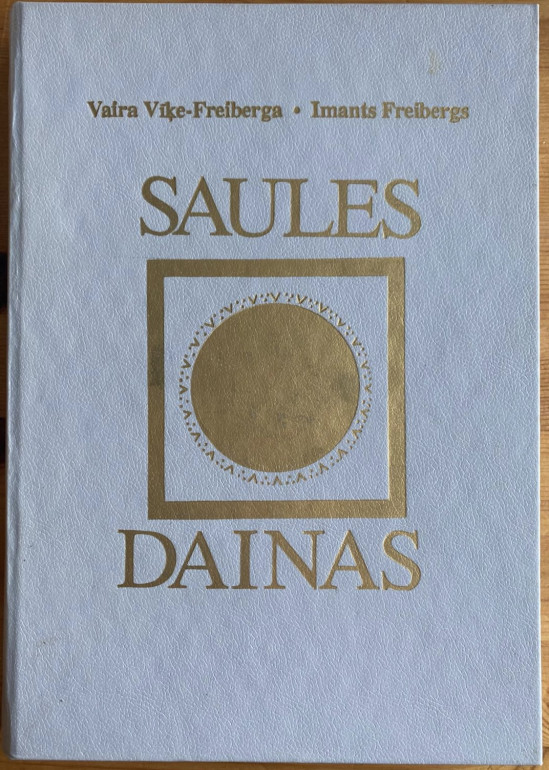 Vaira Vīķe-Freiberga • Imants Freibergs
SAULES
DAINAS